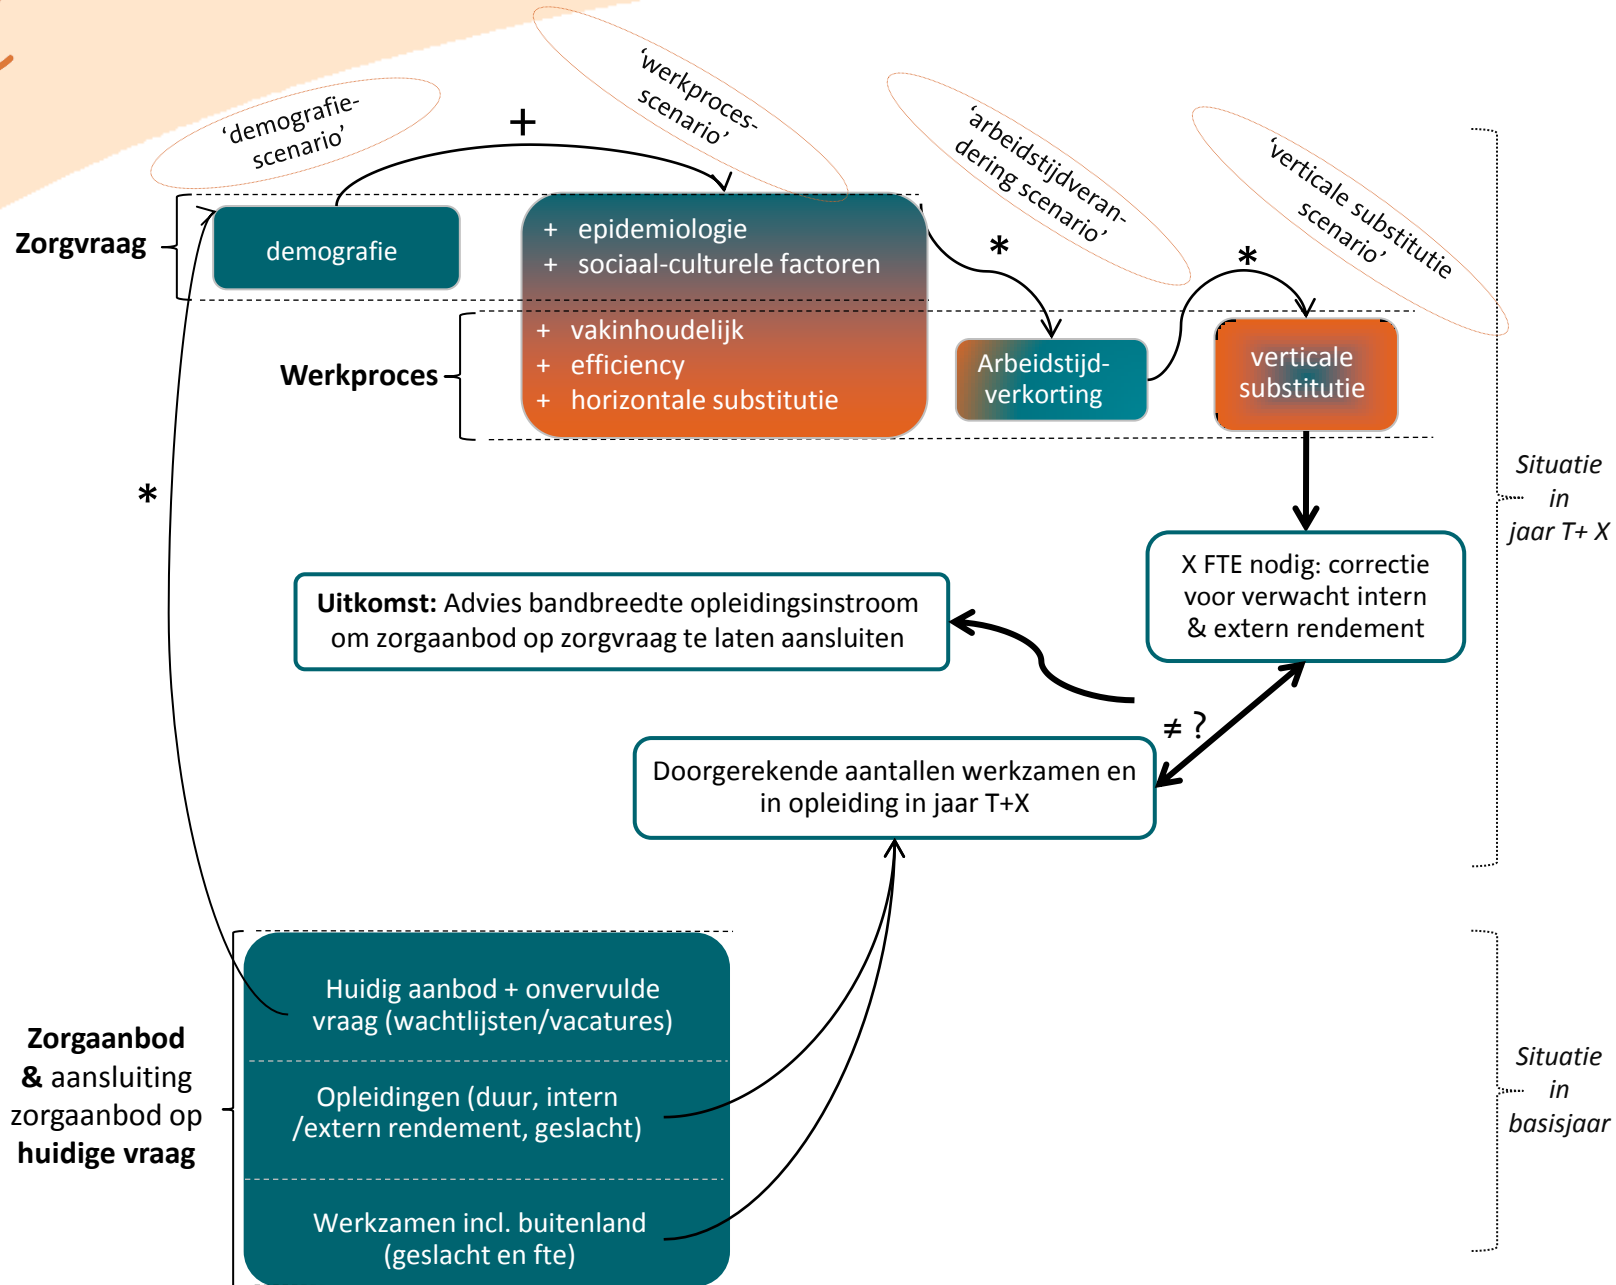 ‘demografie-
scenario’
+
‘werkproces-
scenario’
‘arbeidstijdveran-
dering scenario’
‘verticale substitutie
scenario’
*
*
Zorgvraag
demografie
+ epidemiologie
+ sociaal-culturele factoren
+ vakinhoudelijk
+ efficiency
+ horizontale substitutie
Werkproces
Arbeidstijd-
verkorting
verticale
substitutie
*
Situatie
in
jaar T+ X
X FTE nodig: correctie
voor verwacht intern
& extern rendement
Uitkomst: Advies bandbreedte opleidingsinstroom
om zorgaanbod op zorgvraag te laten aansluiten
≠ ?
Doorgerekende aantallen werkzamen en
in opleiding in jaar T+X
Zorgaanbod
& aansluiting
zorgaanbod op
huidige vraag
Huidig aanbod + onvervulde
vraag (wachtlijsten/vacatures)
Opleidingen (duur, intern
/extern rendement, geslacht)
Werkzamen incl. buitenland
(geslacht en fte)
Situatie
in
basisjaar